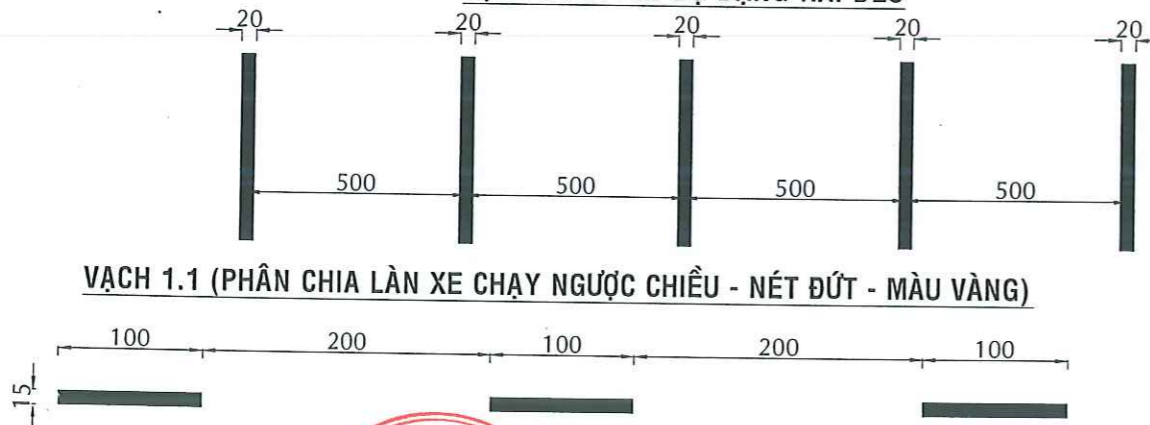 20 20 20 20 20
500 500 500 500
VẠCH 1.1 (PHÂN CHIA LÀN XE CHẠY NGƯỢC CHIỀU - NÉT ĐỨT - MÀU VÀNG)
100 200 100 200 100
15